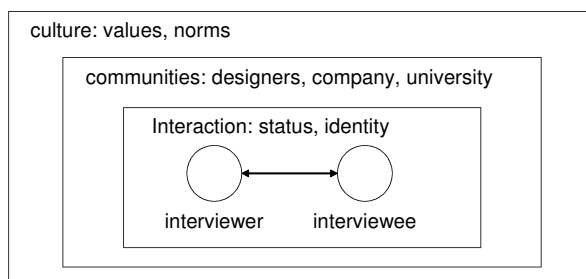 culture: values, norms
communities: designers, company, university
Interaction: status, identity
interviewer interviewee